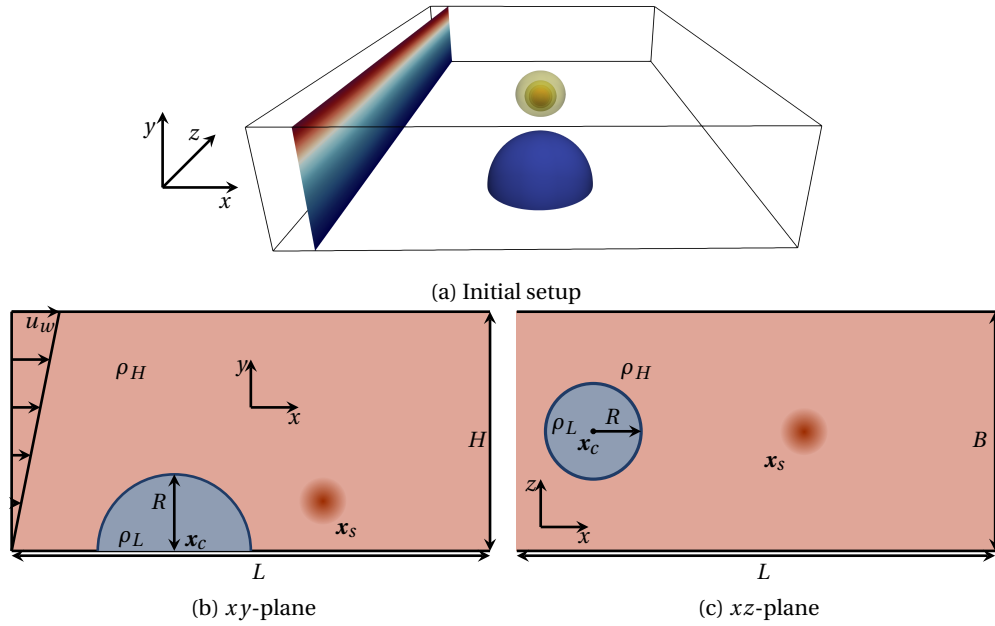 y
z
x
(a) Initial setup
u_w
ρ_H
y
x
H
R
ρ_L
x_c
x_s
L
(b) xy-plane
ρ_H
ρ_L
R
x_c
x_s
B
z
x
L
(c) xz-plane